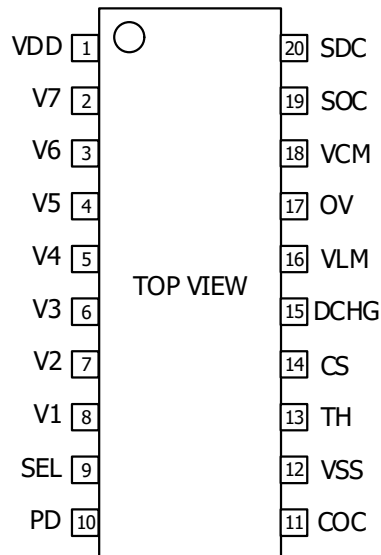 VDD 1 20 SDC
V7 2 19 SOC
V6 3 18 VCM
V5 4 17 OV
V4 5 16 VLM
TOP VIEW
V3 6 15 DCHG
V2 7 14 CS
V1 8 13 TH
SEL 9 12 VSS
PD 10 11 COC